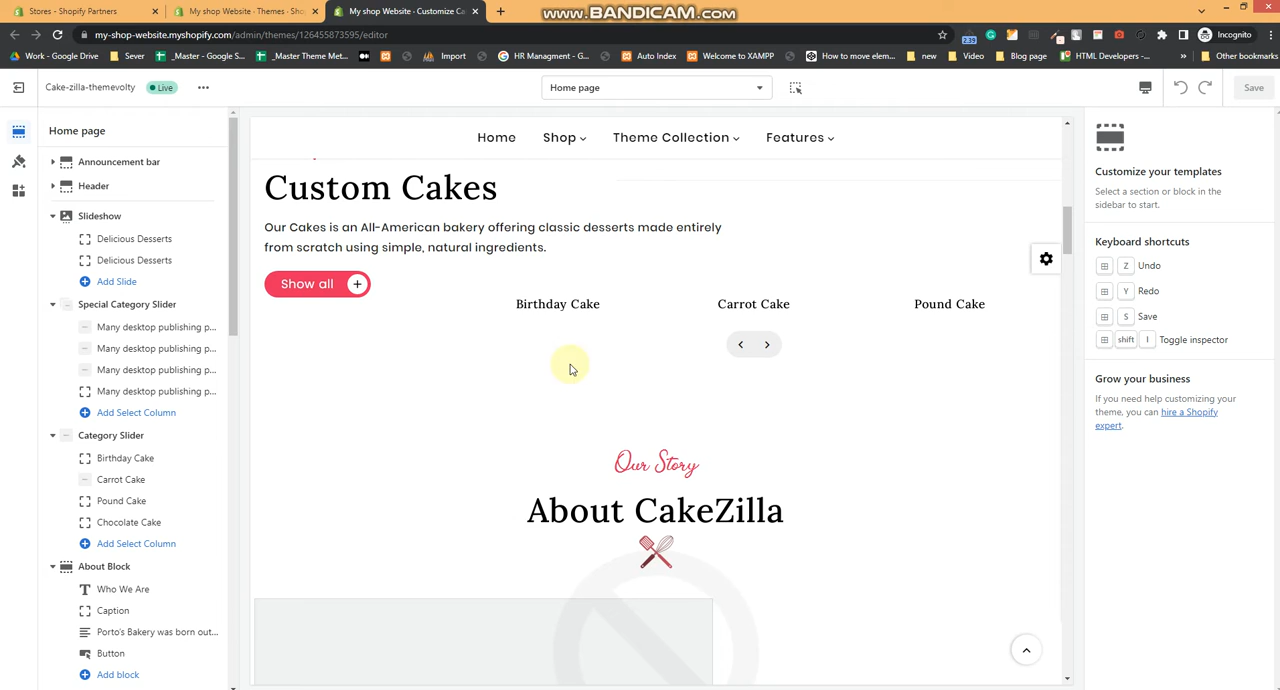 Stores - Shopify Partners
My shop Website - Themes - Sho
My shop Website - Customize Ca
www.BANDICAM.com
my-shop-website.myshopify.com/admin/themes/126455873595/editor
2.39
Incognito
Work - Google Drive
Sever
_Master - Google S...
_Master Theme Met...
Import
HR Managment - G...
Auto Index
Welcome to XAMPP
How to move elem...
new
Video
Blog page
HTML Developers -...
»
Other bookmarks
Cake-zilla-themevolty
Live
Home page
Save
Home page
Announcement bar
Header
Slideshow
Delicious Desserts
Delicious Desserts
Add Slide
Special Category Slider
Many desktop publishing p...
Many desktop publishing p...
Many desktop publishing p...
Many desktop publishing p...
Add Select Column
Category Slider
Birthday Cake
Carrot Cake
Pound Cake
Chocolate Cake
Add Select Column
About Block
Who We Are
Caption
Porto's Bakery was born out...
Button
Add block
Home
Shop
Theme Collection
Features
Custom Cakes
Our Cakes is an All-American bakery offering classic desserts made entirely
from scratch using simple, natural ingredients.
Show all
Birthday Cake
Carrot Cake
Pound Cake
Our Story
About CakeZilla
Customize your templates
Select a section or block in the
sidebar to start.
Keyboard shortcuts
Z Undo
Y Redo
S Save
shift I Toggle inspector
Grow your business
If you need help customizing your
theme, you can hire a Shopify
expert.